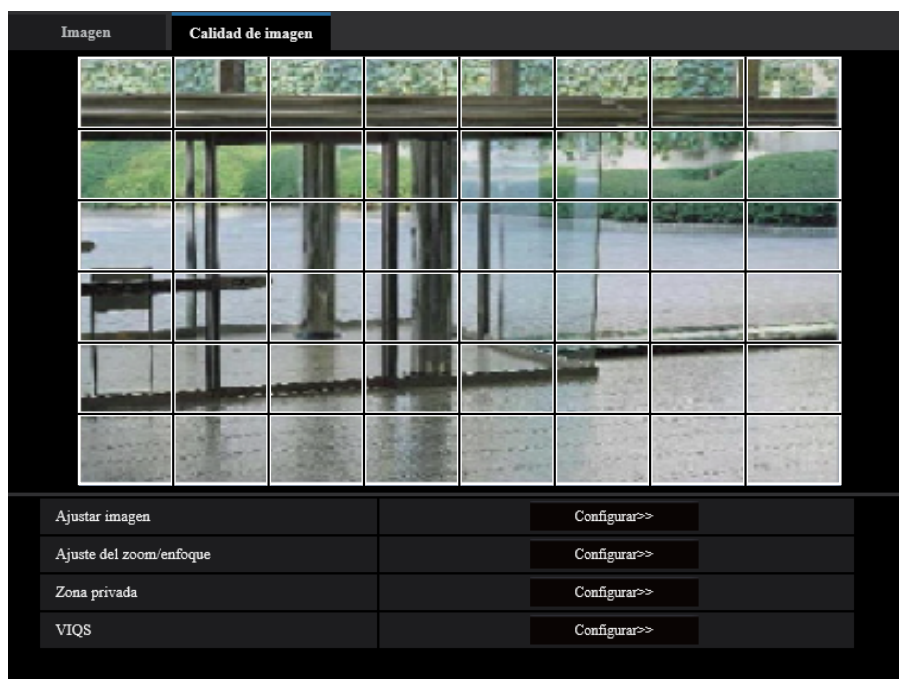 Imagen
Calidad de imagen
Ajustar imagen
Configurar>>
Ajuste del zoom/enfoque
Configurar>>
Zona privada
Configurar>>
VIQS
Configurar>>